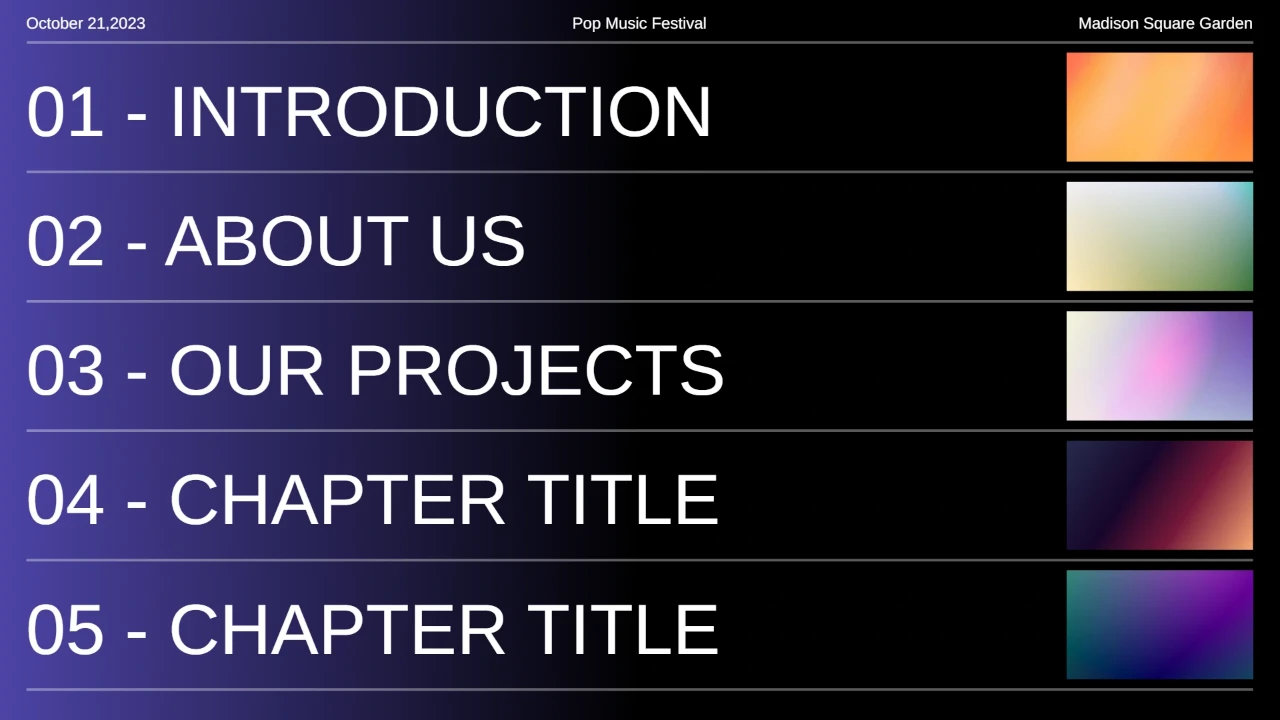 October 21,2023
Pop Music Festival
Madison Square Garden
01 - INTRODUCTION
02 - ABOUT US
03 - OUR PROJECTS
04 - CHAPTER TITLE
05 - CHAPTER TITLE